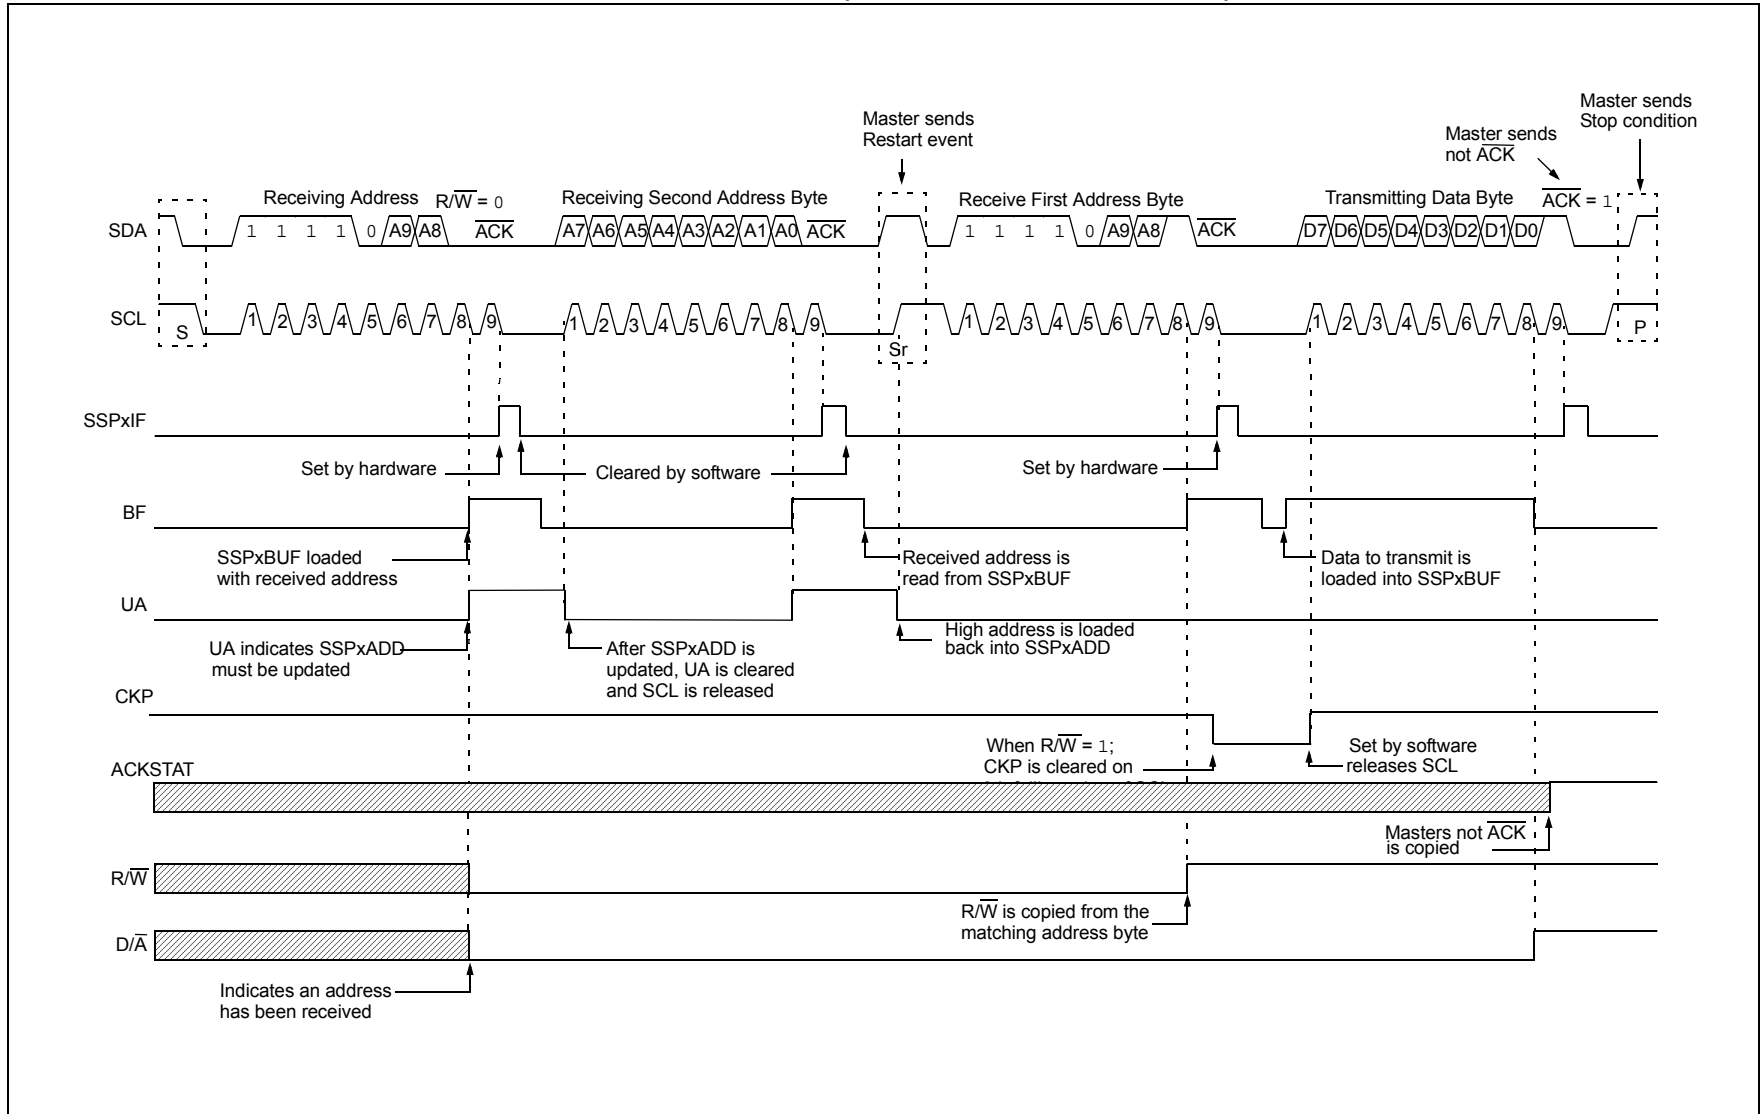 Master sends
Restart event
Master sends
not ACK
Master sends
Stop condition
Receiving Address R/W = 0
Receiving Second Address Byte
Receive First Address Byte
Transmitting Data Byte
ACK = 1
SDA
1 1 1 1 0 A9 A8 ACK
A7 A6 A5 A4 A3 A2 A1 A0 ACK
1 1 1 1 0 A9 A8 ACK
D7 D6 D5 D4 D3 D2 D1 D0
SCL
S
1 2 3 4 5 6 7 8 9
1 2 3 4 5 6 7 8 9
Sr
1 2 3 4 5 6 7 8 9
1 2 3 4 5 6 7 8 9
P
SSPxIF
Set by hardware
Cleared by software
Set by hardware
BF
SSPxBUF loaded
with received address
Received address is
read from SSPxBUF
Data to transmit is
loaded into SSPxBUF
UA
UA indicates SSPxADD
must be updated
After SSPxADD is
updated, UA is cleared
and SCL is released
High address is loaded
back into SSPxADD
CKP
When R/W = 1;
CKP is cleared on
Set by software
releases SCL
ACKSTAT
Masters not ACK
is copied
R/W
R/W is copied from the
matching address byte
D/A
Indicates an address
has been received